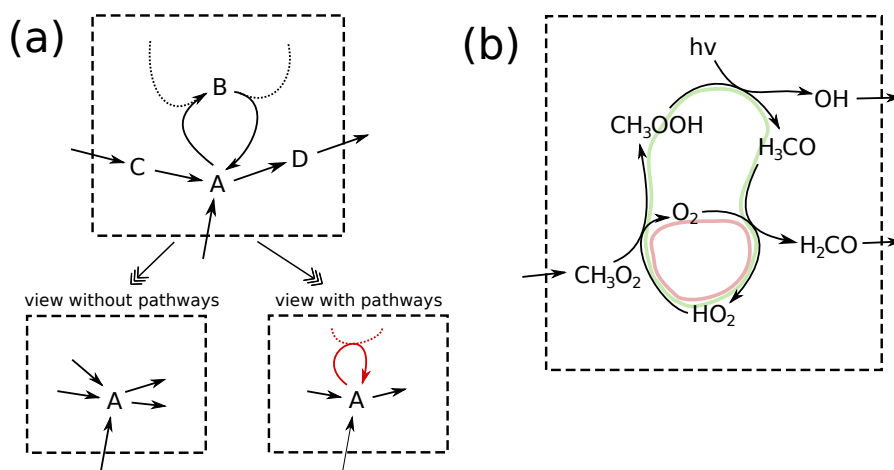 (a)
B
C
A
D
view without pathways
view with pathways
A
A
(b)
hν
OH
CH₃OOH
H₃CO
O₂
H₂CO
CH₃O₂
HO₂